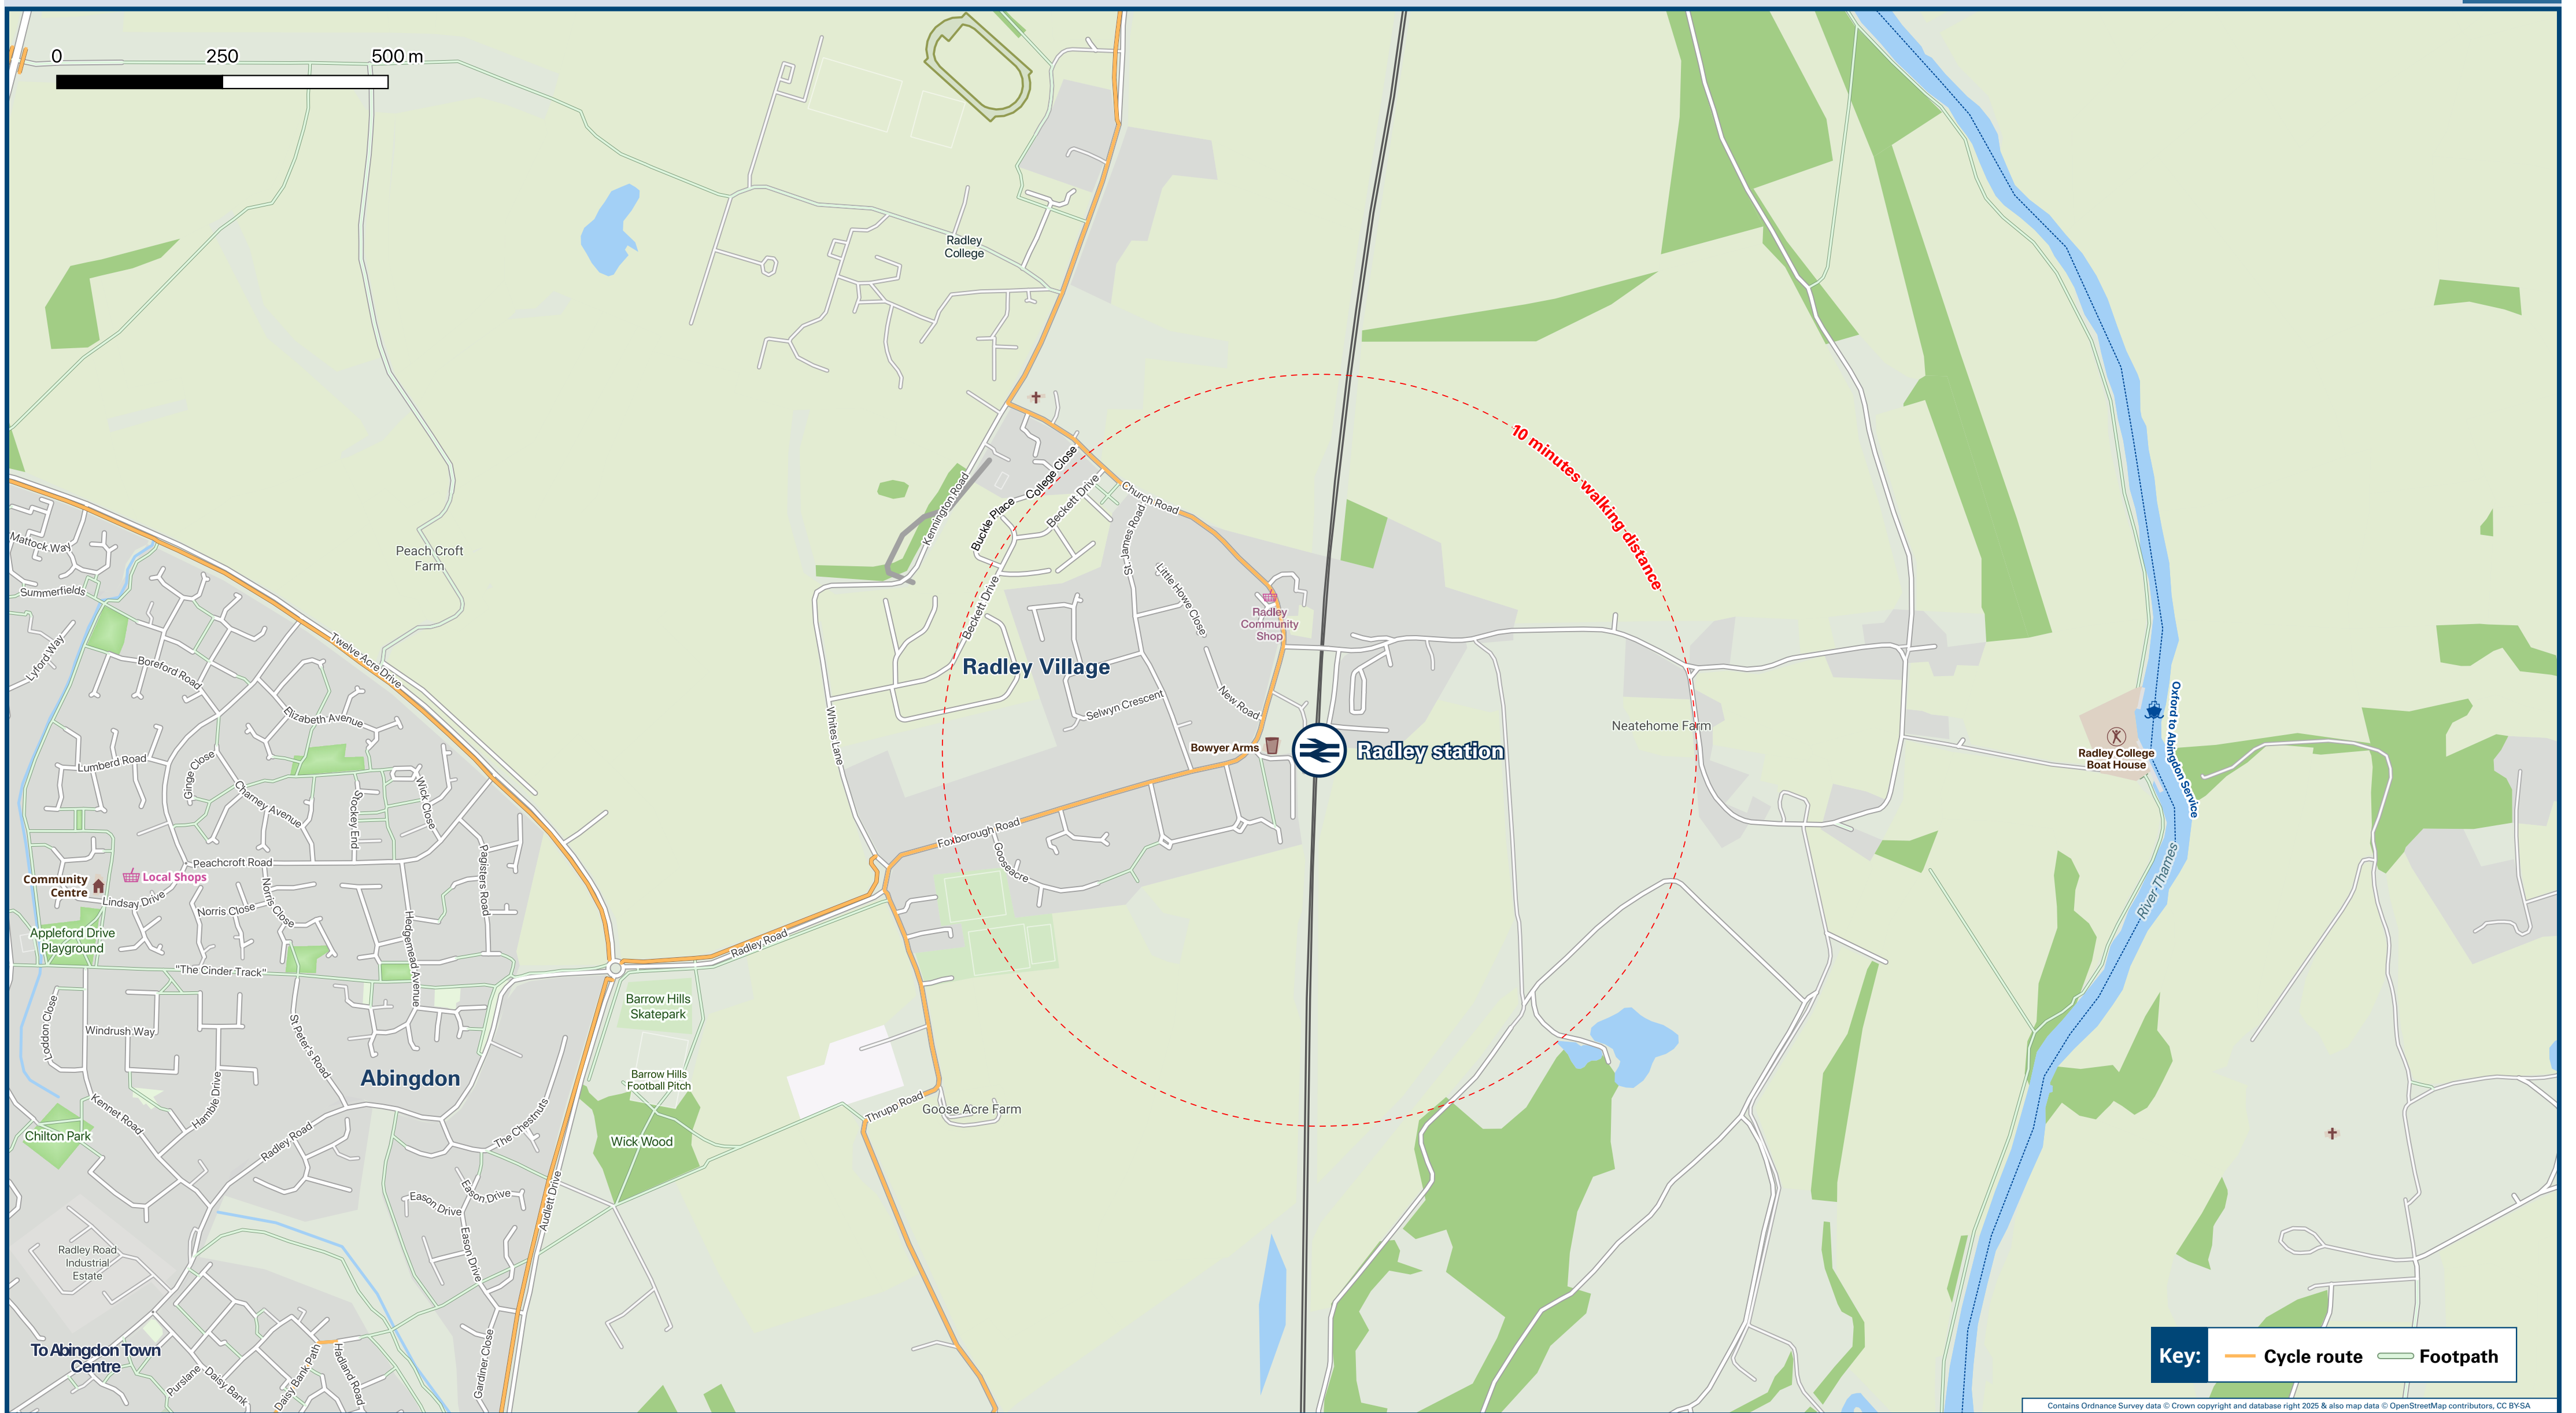 0 250 500 m
Radley
College
Kennington Road
College Close
Buckle Place
Beckett Drive
Church Road
10 minutes walking distance
Mattock Way
Peach Croft
Farm
Summerfields
St. James Road
Little Howe Close
Beckett Drive
Radley
Community
Shop
Lyford Way
Twelve Acre Drive
Boreford Road
Radley Village
Elizabeth Avenue
Whites Lane
Selwyn Crescent
New Road
Neatehome Farm
Oxford to Abingdon Service
Bowyer Arms
Radley station
Radley College
Boat House
Lumberd Road
Ginge Close
Charney Avenue
Stockey End
Wick Close
Foxborough Road
Gooseacre
Peachcroft Road
Pagisters Road
River Thames
Community
Centre
Local Shops
Lindsay Drive
Norris Close
Norris Close
Hedgemead Avenue
Appleford Drive
Playground
Radley Road
"The Cinder Track"
Barrow Hills
Skatepark
Loddon Close
Windrush Way
St Peter's Road
Abingdon
Barrow Hills
Football Pitch
Kennet Road
Hamble Drive
The Chestnuts
Thrupp Road
Goose Acre Farm
Chilton Park
Radley Road
Wick Wood
Eason Drive
Eason Drive
Eason Drive
Audlett Drive
Radley Road
Industrial
Estate
To Abingdon Town
Centre
Purslane
Daisy Bank
Daisy Bank Path
Hadland Road
Gardiner Close
Key:
Cycle route
Footpath
Contains Ordnance Survey data © Crown copyright and database right 2025 & also map data © OpenStreetMap contributors, CC BY-SA